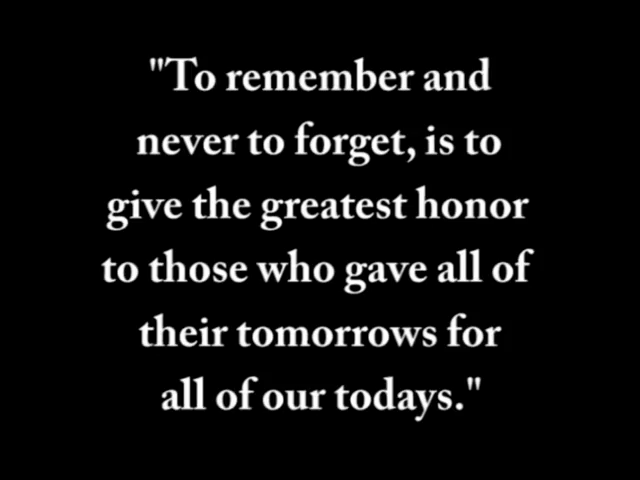 "To remember and
never to forget, is to
give the greatest honor
to those who gave all of
their tomorrows for
all of our todays."